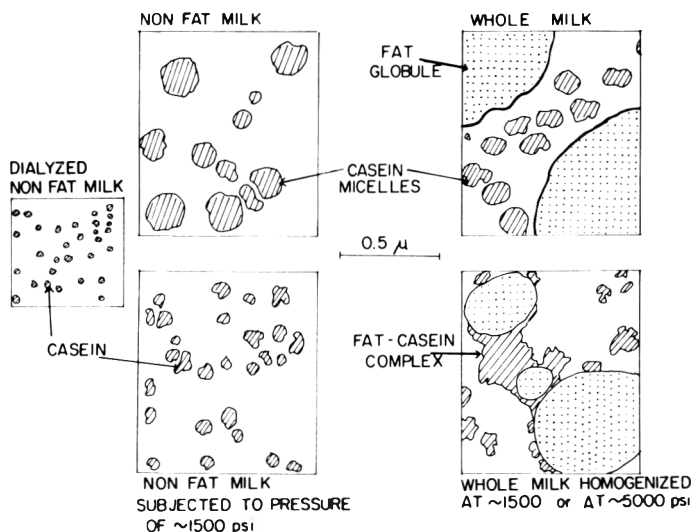 NON FAT MILK
WHOLE MILK
FAT
GLOBULE
DIALYZED
NON FAT MILK
CASEIN
MICELLES
0.5 μ
CASEIN
FAT-CASEIN
COMPLEX
NON FAT MILK
SUBJECTED TO PRESSURE
OF ~1500 psi
WHOLE MILK HOMOGENIZED
AT ~1500 or AT ~5000 psi